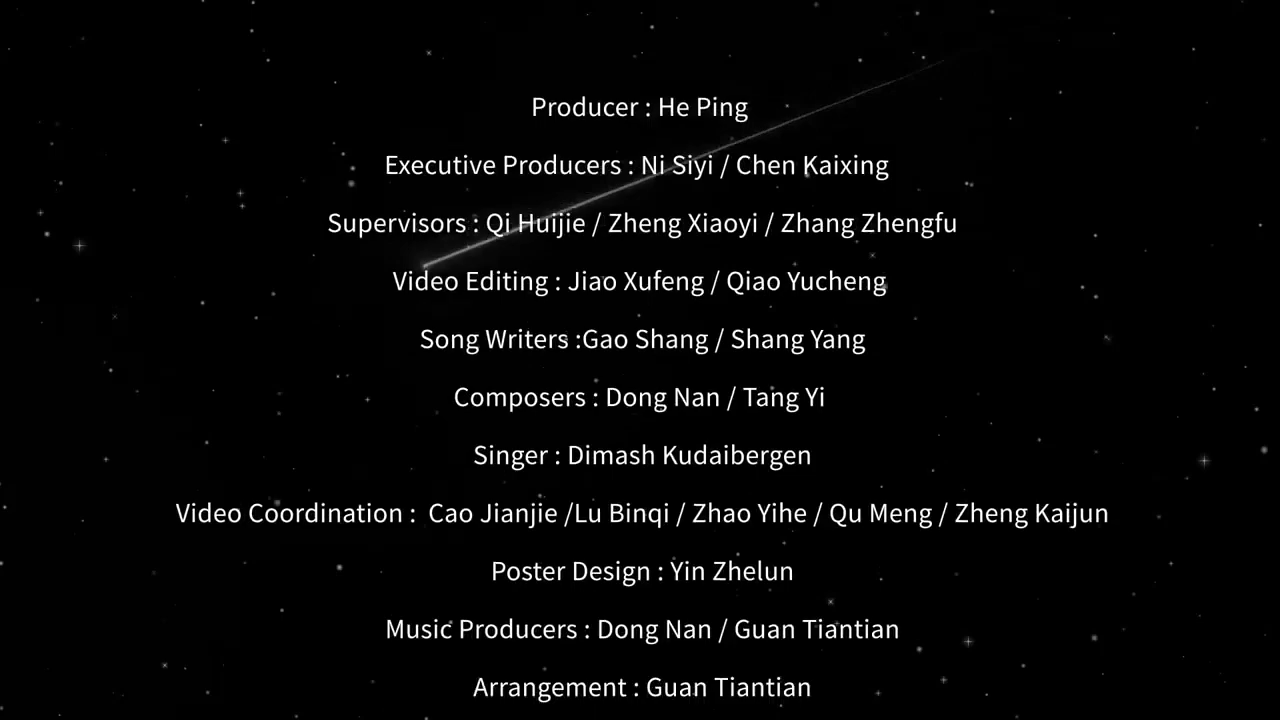 Producer : He Ping
Executive Producers : Ni Siyi / Chen Kaixing
Supervisors : Qi Huijie / Zheng Xiaoyi / Zhang Zhengfu
Video Editing : Jiao Xufeng / Qiao Yucheng
Song Writers :Gao Shang / Shang Yang
Composers : Dong Nan / Tang Yi
Singer : Dimash Kudaibergen
Video Coordination :  Cao Jianjie /Lu Binqi / Zhao Yihe / Qu Meng / Zheng Kaijun
Poster Design : Yin Zhelun
Music Producers : Dong Nan / Guan Tiantian
Arrangement : Guan Tiantian